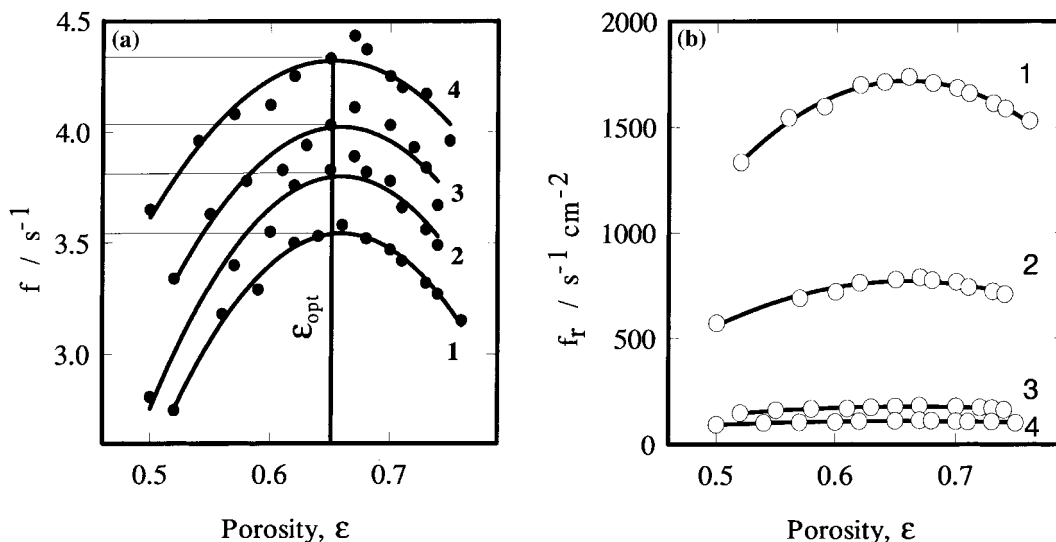 (a)
4.5
4.0
3.5
3.0
f / s⁻¹
4
3
2
1
εopt
0.5 0.6 0.7
Porosity, ε
(b)
2000
1500
1000
500
0
fr / s⁻¹ cm⁻²
1
2
3
4
0.5 0.6 0.7
Porosity, ε